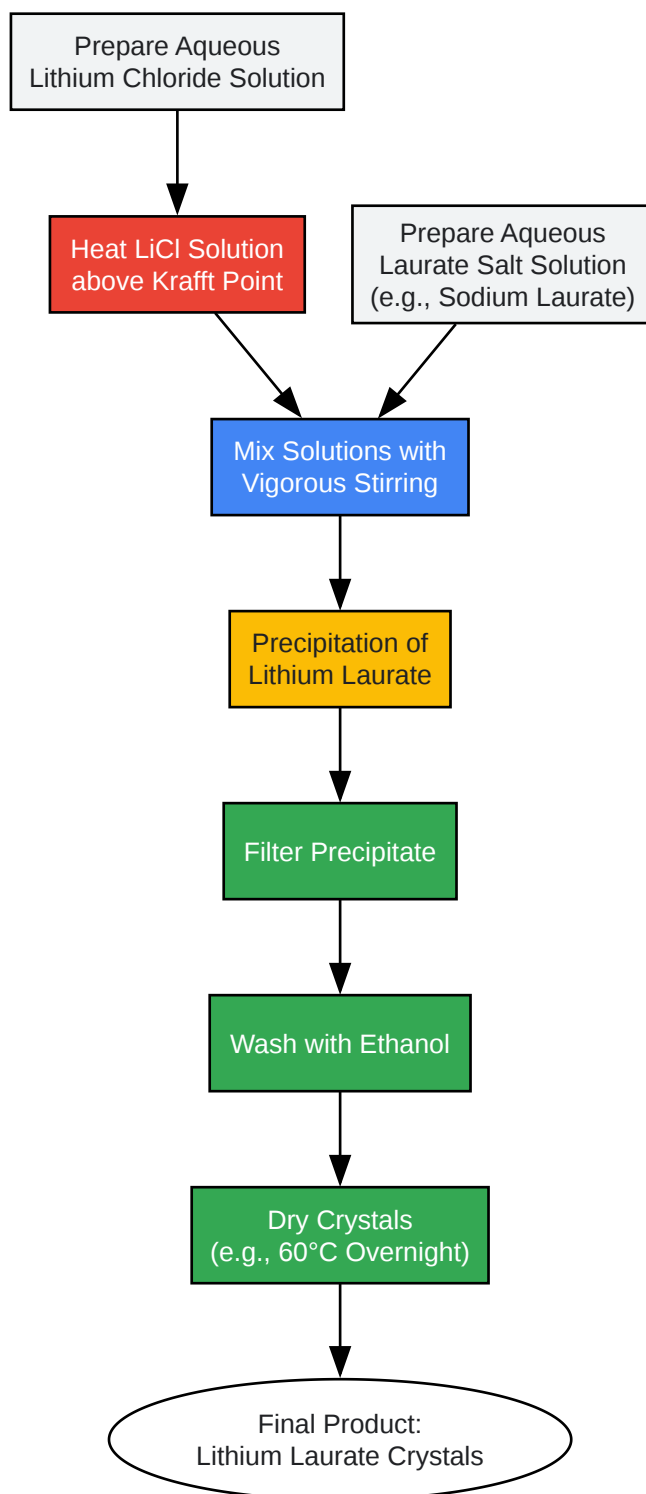 Prepare Aqueous
Lithium Chloride Solution
Heat LiCl Solution
above Krafft Point
Prepare Aqueous
Laurate Salt Solution
(e.g., Sodium Laurate)
Mix Solutions with
Vigorous Stirring
Precipitation of
Lithium Laurate
Filter Precipitate
Wash with Ethanol
Dry Crystals
(e.g., 60°C Overnight)
Final Product:
Lithium Laurate Crystals